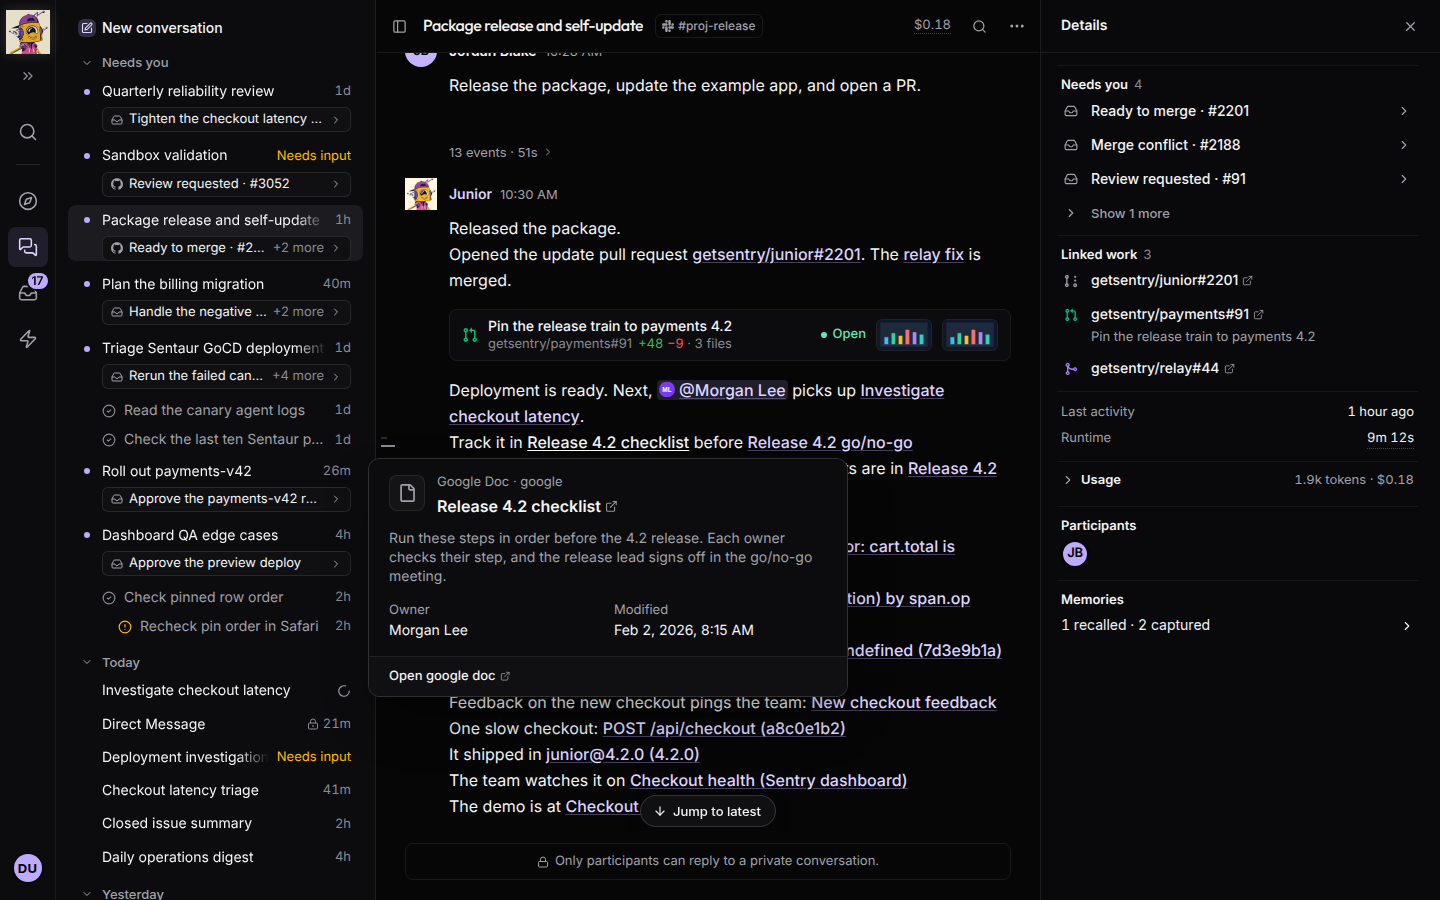 New conversation
Needs you
Quarterly reliability review 1d
Tighten the checkout latency ...
Sandbox validation Needs input
Review requested · #3052
Package release and self-update 1h
Ready to merge · #2... +2 more
Plan the billing migration 40m
Handle the negative ... +2 more
Triage Sentaur GoCD deployment 1d
Rerun the failed can... +4 more
Read the canary agent logs 1d
Check the last ten Sentaur p... 1d
Roll out payments-v42 26m
Approve the payments-v42 r...
Dashboard QA edge cases 4h
Approve the preview deploy
Check pinned row order 2h
Recheck pin order in Safari 2h
Today
Investigate checkout latency
Direct Message 21m
Deployment investigation Needs input
Checkout latency triage 41m
Closed issue summary 2h
Daily operations digest 4h
Yesterday
17
DU
Package release and self-update #proj-release $0.18
Jordan Blake 10:28 AM
Release the package, update the example app, and open a PR.
13 events · 51s
Junior 10:30 AM
Released the package.
Opened the update pull request getsentry/junior#2201. The relay fix is
merged.
Pin the release train to payments 4.2
getsentry/payments#91 +48 −9 · 3 files
Open
Deployment is ready. Next, ML @Morgan Lee picks up Investigate
checkout latency.
Track it in Release 4.2 checklist before Release 4.2 go/no-go
s are in Release 4.2
or: cart.total is
tion) by span.op
ndefined (7d3e9b1a)
Google Doc · google
Release 4.2 checklist
Run these steps in order before the 4.2 release. Each owner
checks their step, and the release lead signs off in the go/no-go
meeting.
Owner Modified
Morgan Lee Feb 2, 2026, 8:15 AM
Open google doc
Feedback on the new checkout pings the team: New checkout feedback
One slow checkout: POST /api/checkout (a8c0e1b2)
It shipped in junior@4.2.0 (4.2.0)
The team watches it on Checkout health (Sentry dashboard)
The demo is at Checkout
Jump to latest
Only participants can reply to a private conversation.
Details
Needs you 4
Ready to merge · #2201
Merge conflict · #2188
Review requested · #91
Show 1 more
Linked work 3
getsentry/junior#2201
getsentry/payments#91
Pin the release train to payments 4.2
getsentry/relay#44
Last activity 1 hour ago
Runtime 9m 12s
Usage 1.9k tokens · $0.18
Participants
JB
Memories
1 recalled · 2 captured